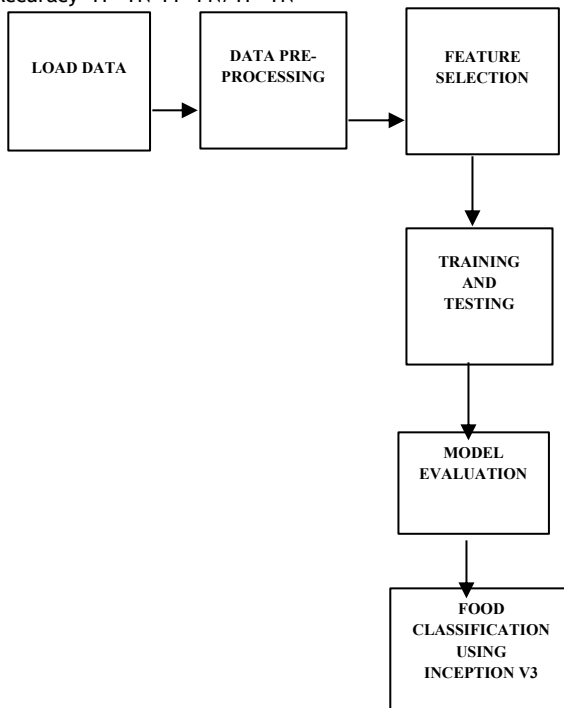 LOAD DATA
DATA PRE-
PROCESSING
FEATURE
SELECTION
TRAINING
AND
TESTING
MODEL
EVALUATION
FOOD
CLASSIFICATION
USING
INCEPTION V3